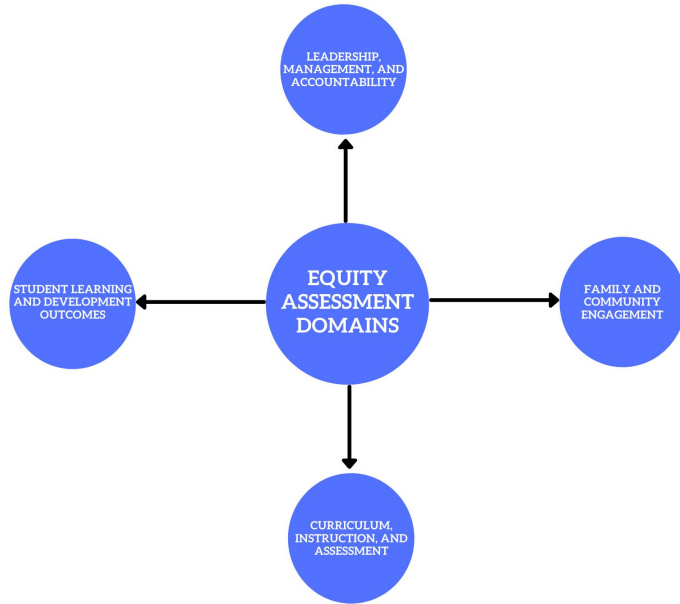 LEADERSHIP,
MANAGEMENT, AND
ACCOUNTABILITY
STUDENT LEARNING
AND DEVELOPMENT
OUTCOMES
EQUITY
ASSESSMENT
DOMAINS
FAMILY AND
COMMUNITY
ENGAGEMENT
CURRICULUM,
INSTRUCTION, AND
ASSESSMENT